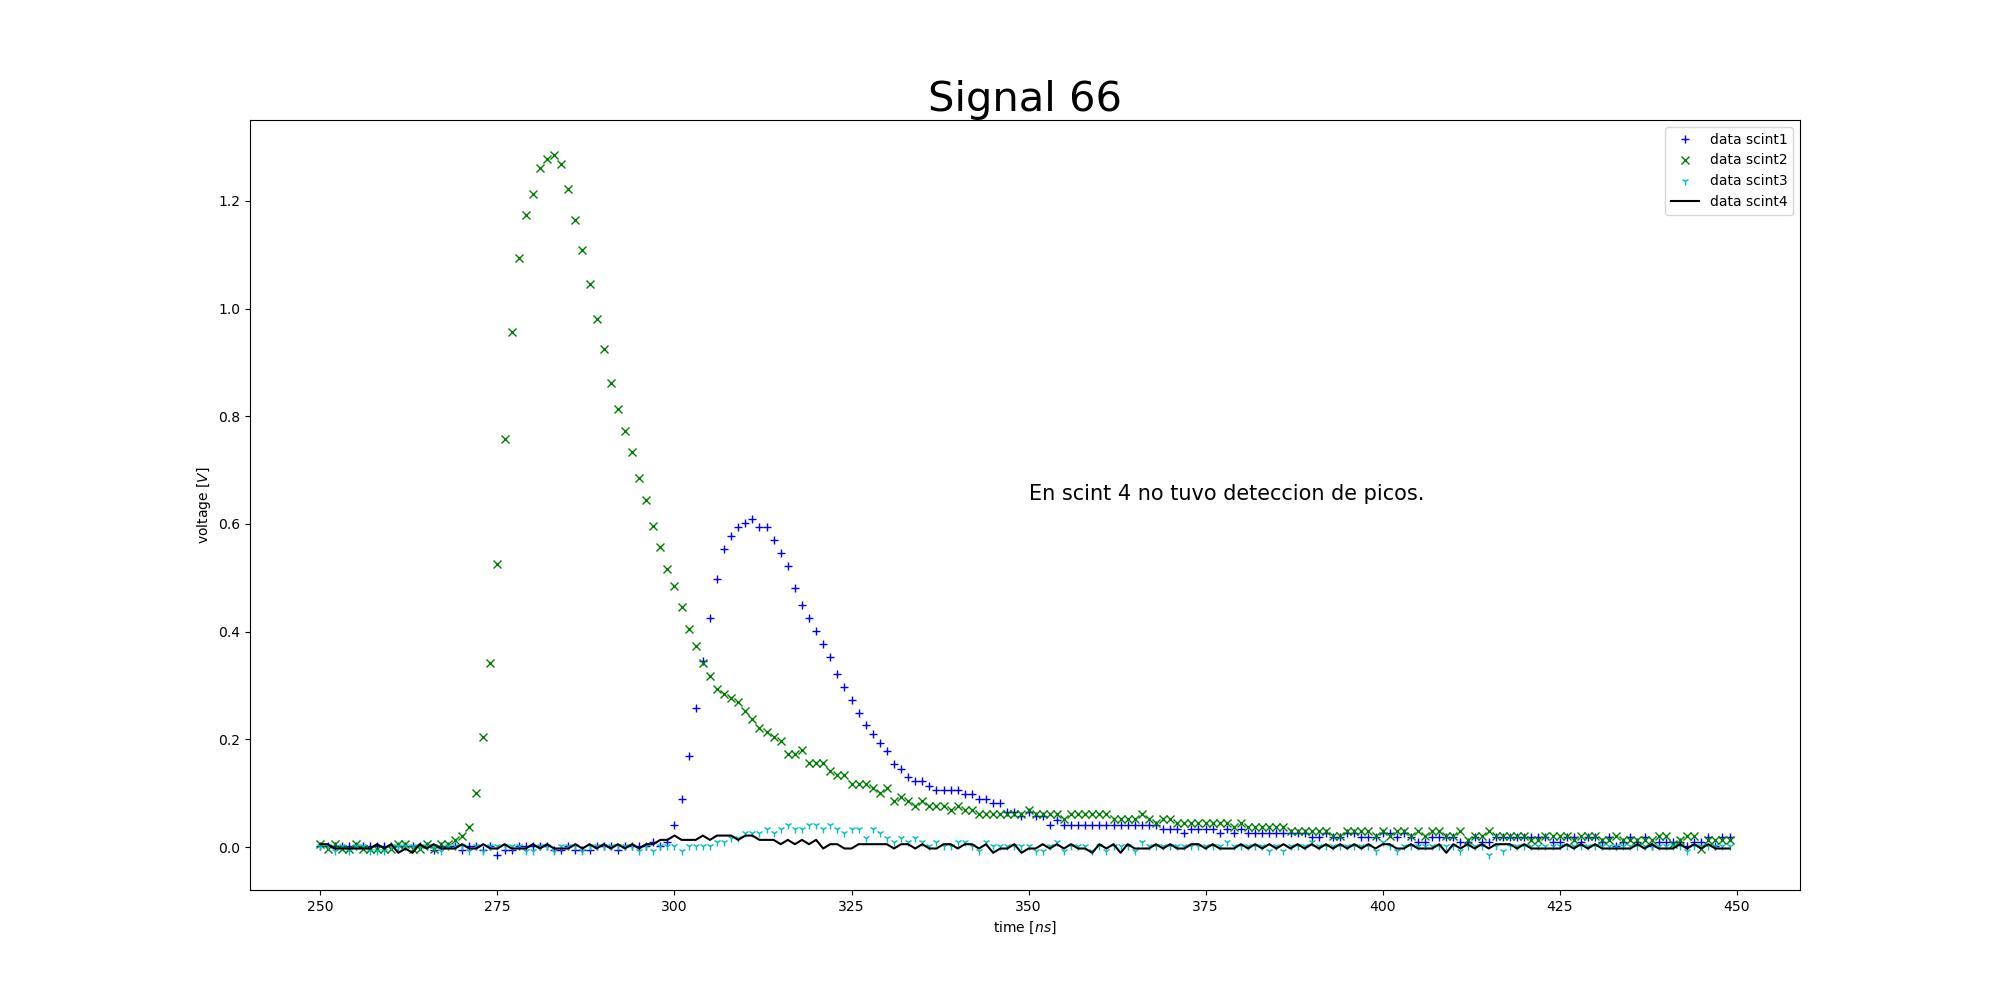 Signal 66
data scint1
data scint2
data scint3
data scint4
1.2
1.0
0.8
0.6
0.4
0.2
0.0
voltage [V]
En scint 4 no tuvo deteccion de picos.
250 275 300 325 350 375 400 425 450
time [ns]